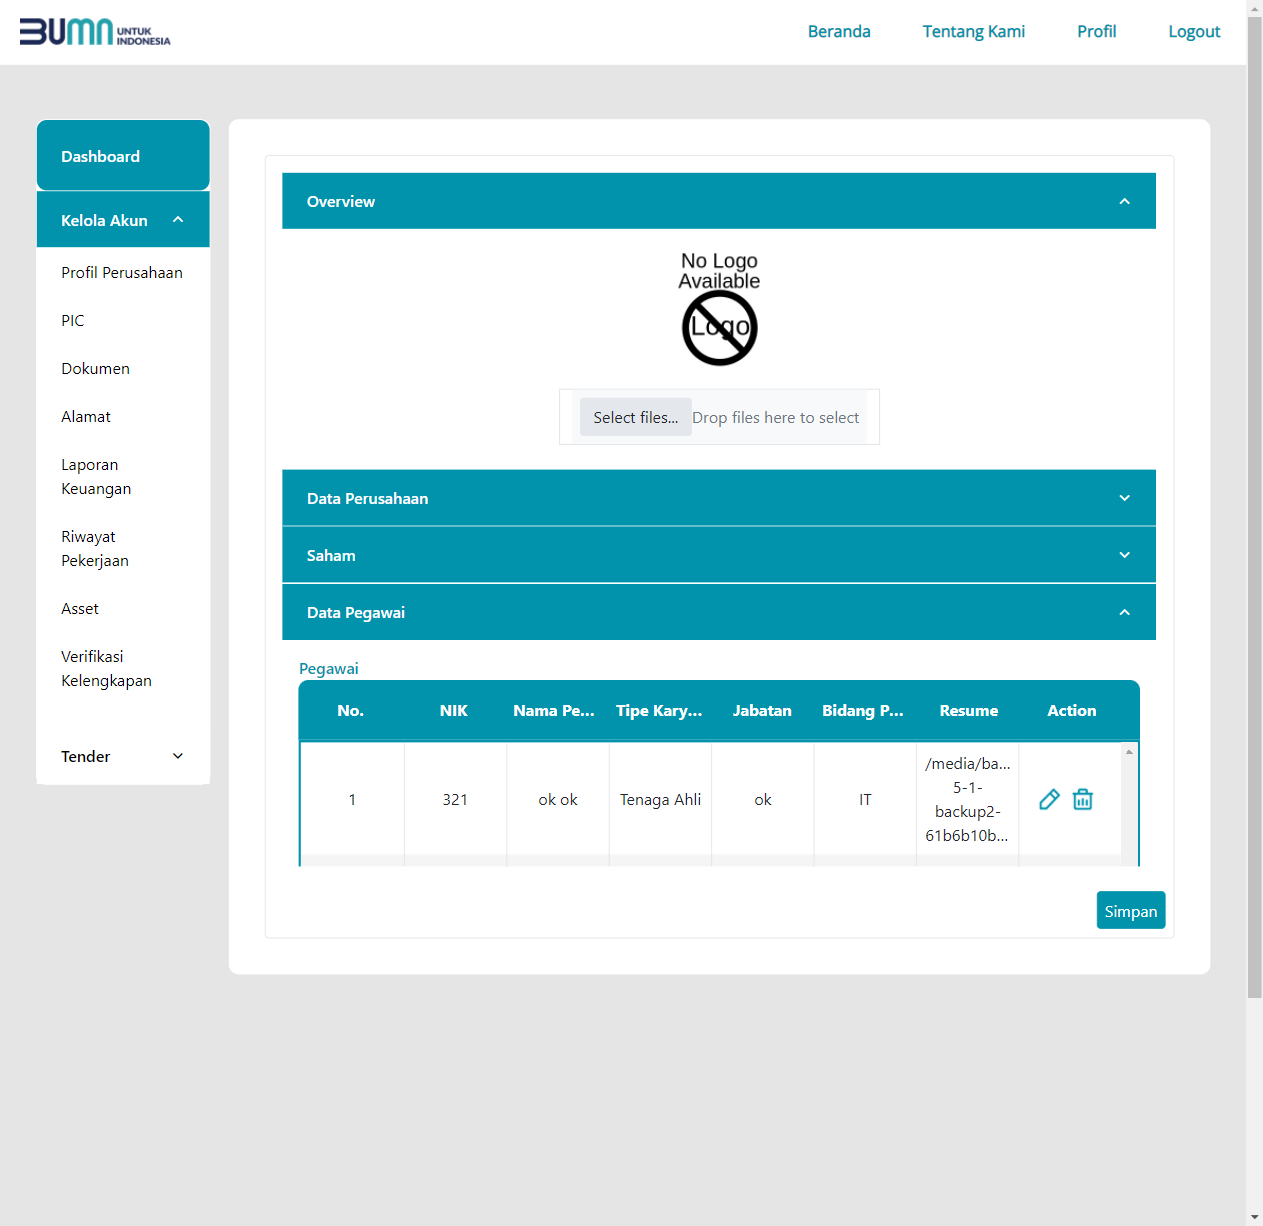 BUMN UNTUK INDONESIA
Beranda Tentang Kami Profil Logout
Dashboard
Kelola Akun
Profil Perusahaan
PIC
Dokumen
Alamat
Laporan
Keuangan
Riwayat
Pekerjaan
Asset
Verifikasi
Kelengkapan
Tender
Overview
No Logo
Available
Logo
Select files... Drop files here to select
Data Perusahaan
Saham
Data Pegawai
Pegawai
No. NIK Nama Pe... Tipe Kary... Jabatan Bidang P... Resume Action
1 321 ok ok Tenaga Ahli ok IT /media/ba...
5-1-
backup2-
61b6b10b...
Simpan